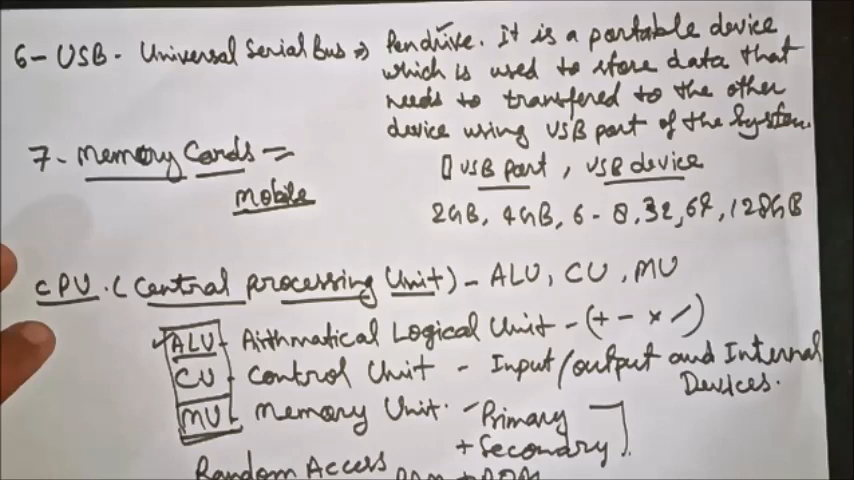 6- USB - Universal Serial Bus ⇒ Pendrive. It is a portable device
which is used to store data that
needs to transfered to the other
device using USB port of the System.
7- Memory Cards =
Mobile
USB port, USB device
2GB, 4GB, 6 - 8, 32, 64, 128GB
CPU. (Central processing Unit) - ALU, CU, MU
ALU - Arithmatical Logical Unit - (+ - × /)
CU - Control Unit - Input/output and Internal
Devices.
MU - Memory Unit - Primary
+ Secondary
Random Access